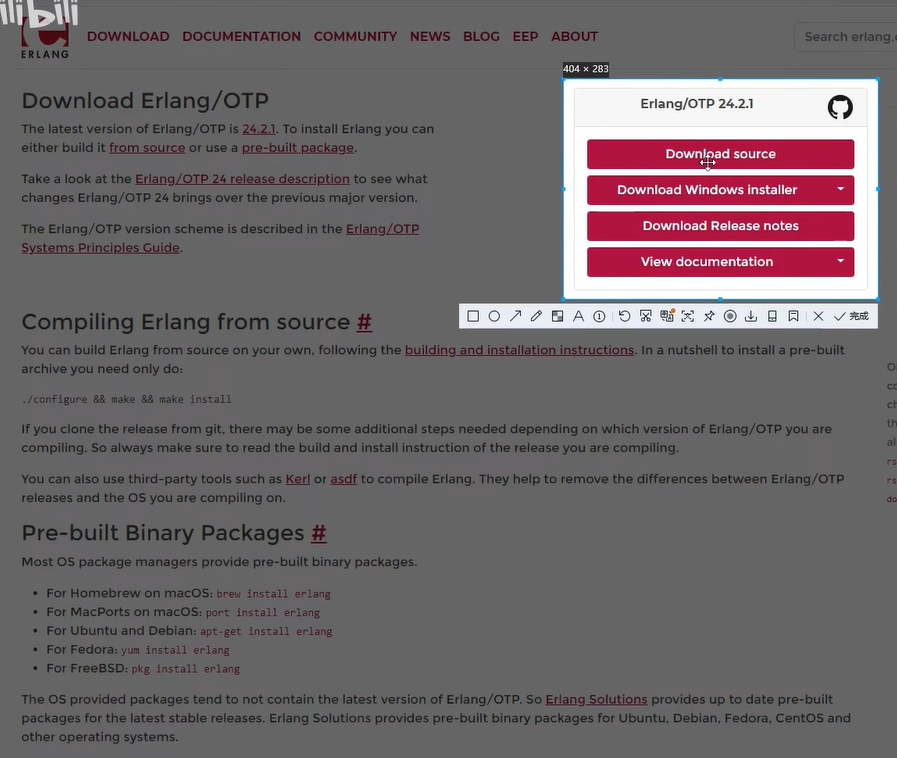 bilibili
ERLANG
DOWNLOAD DOCUMENTATION COMMUNITY NEWS BLOG EEP ABOUT
Search erlang.
404 × 283
Erlang/OTP 24.2.1
Download source
Download Windows installer
Download Release notes
View documentation
A 1 完成
Download Erlang/OTP
The latest version of Erlang/OTP is 24.2.1. To install Erlang you can
either build it from source or use a pre-built package.
Take a look at the Erlang/OTP 24 release description to see what
changes Erlang/OTP 24 brings over the previous major version.
The Erlang/OTP version scheme is described in the Erlang/OTP
Systems Principles Guide.
Compiling Erlang from source #
You can build Erlang from source on your own, following the building and installation instructions. In a nutshell to install a pre-built
archive you need only do:
./configure && make && make install
If you clone the release from git, there may be some additional steps needed depending on which version of Erlang/OTP you are
compiling. So always make sure to read the build and install instruction of the release you are compiling.
You can also use third-party tools such as Kerl or asdf to compile Erlang. They help to remove the differences between Erlang/OTP
releases and the OS you are compiling on.
Pre-built Binary Packages #
Most OS package managers provide pre-built binary packages.
• For Homebrew on macOS: brew install erlang
• For MacPorts on macOS: port install erlang
• For Ubuntu and Debian: apt-get install erlang
• For Fedora: yum install erlang
• For FreeBSD: pkg install erlang
The OS provided packages tend to not contain the latest version of Erlang/OTP. So Erlang Solutions provides up to date pre-built
packages for the latest stable releases. Erlang Solutions provides pre-built binary packages for Ubuntu, Debian, Fedora, CentOS and
other operating systems.